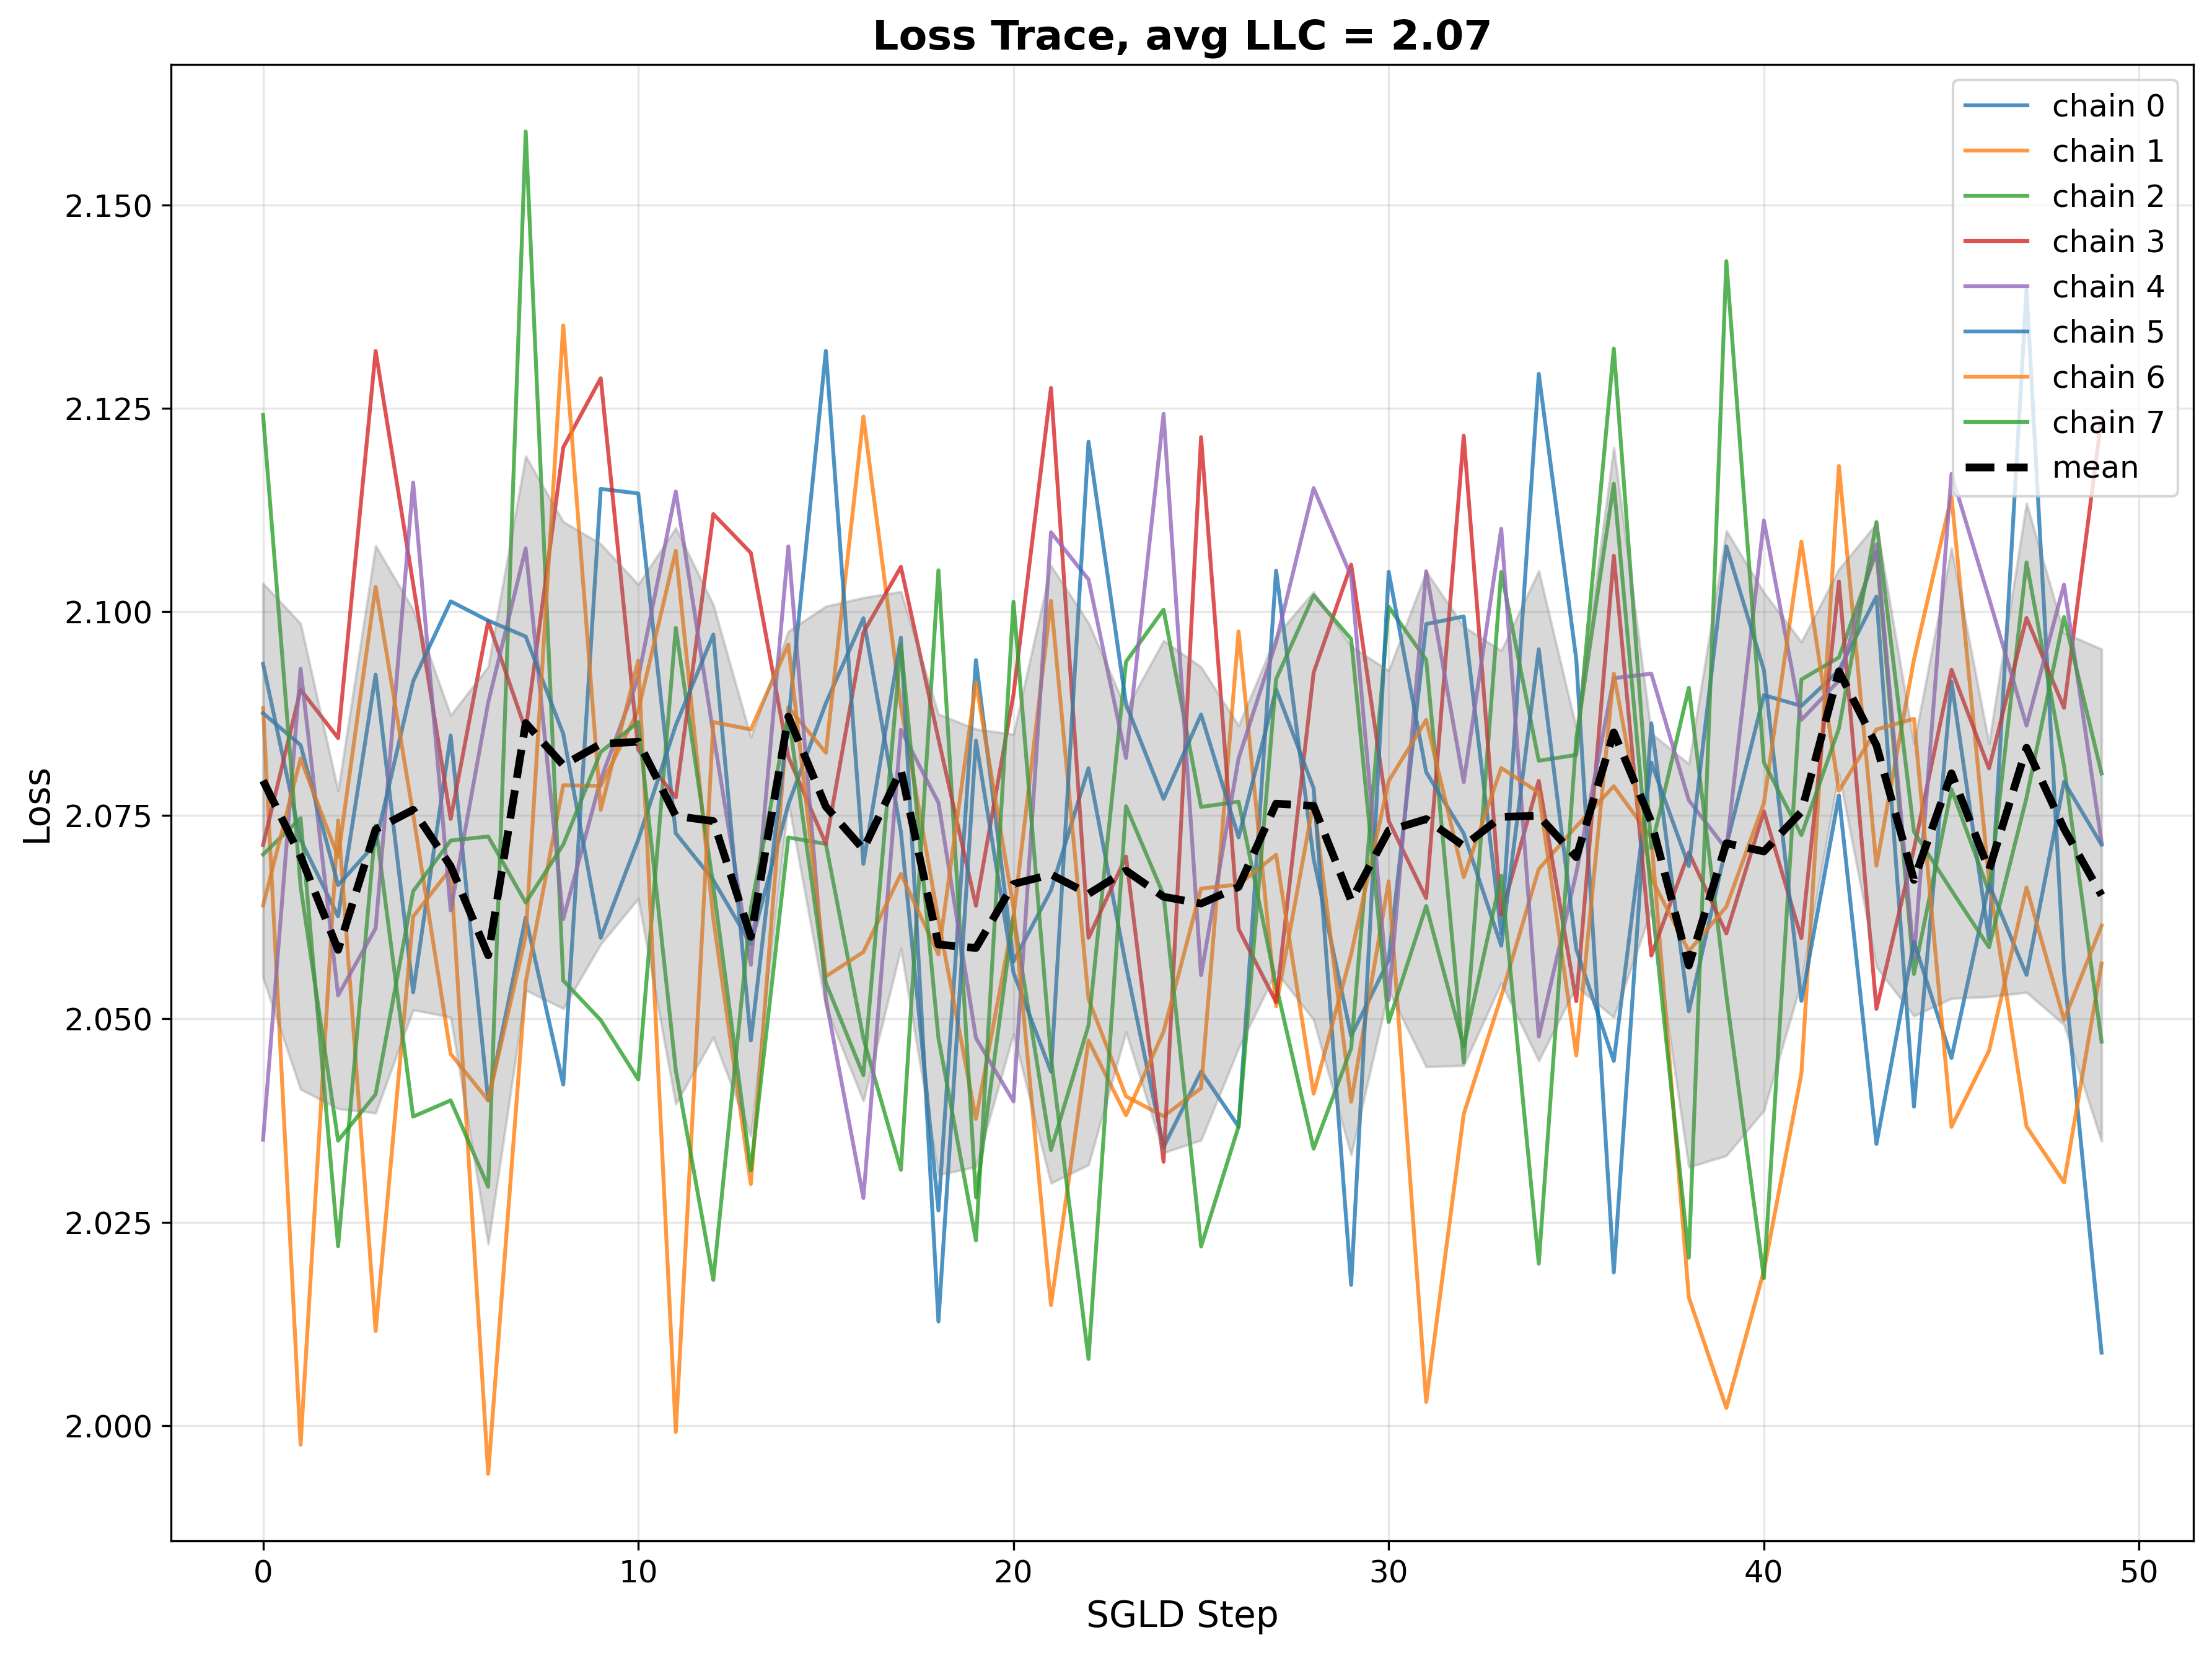 Loss Trace, avg LLC = 2.07
chain 0
chain 1
chain 2
chain 3
chain 4
chain 5
chain 6
chain 7
mean
Loss
2.150
2.125
2.100
2.075
2.050
2.025
2.000
0
10
20
30
40
50
SGLD Step